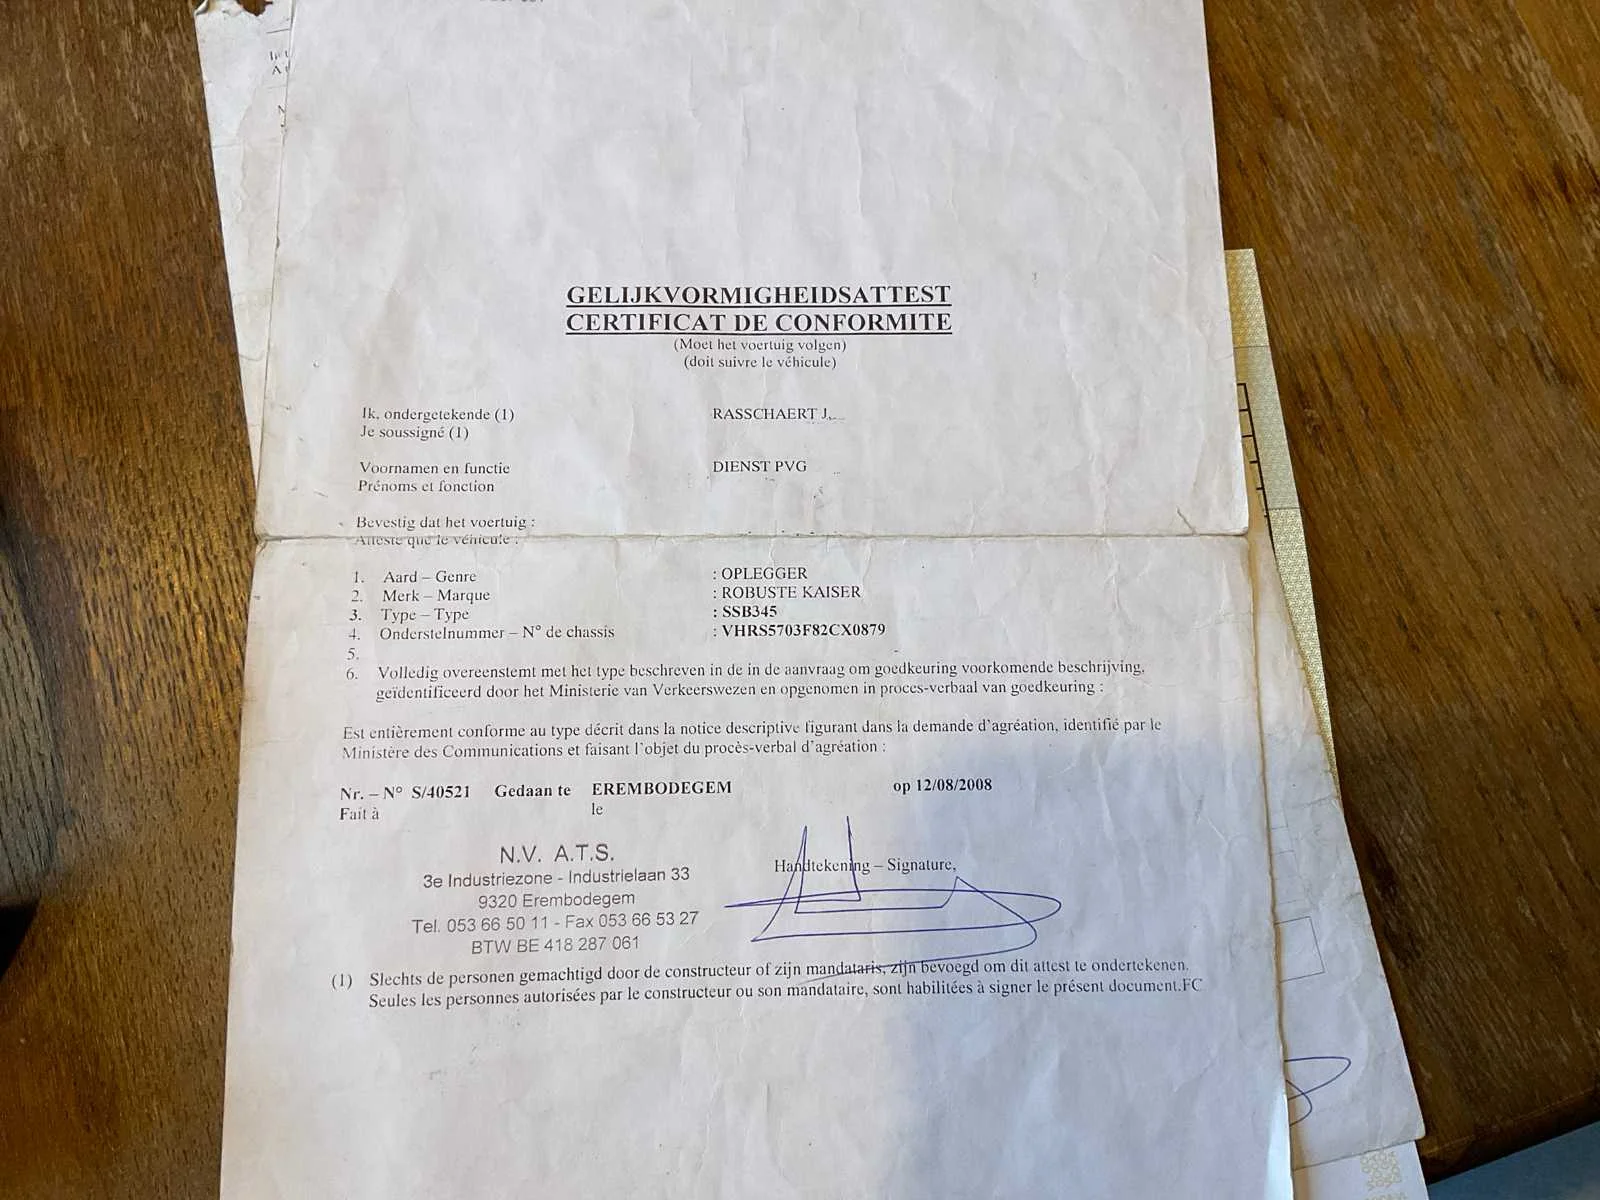 GELIJKVORMIGHEIDSATTEST
CERTIFICAT DE CONFORMITE
(Moet het voertuig volgen)
(doit suivre le véhicule)
Ik, ondergetekende (1) RASSCHAERT J.
Je soussigné (1)
Voornamen en functie DIENST PVG
Prénoms et fonction
Bevestig dat het voertuig :
Atteste que le véhicule :
1. Aard – Genre : OPLEGGER
2. Merk – Marque : ROBUSTE KAISER
3. Type – Type : SSB345
4. Onderstelnummer – N° de chassis : VHRS5703F82CX0879
5.
6. Volledig overeenstemt met het type beschreven in de in de aanvraag om goedkeuring voorkomende beschrijving,
geïdentificeerd door het Ministerie van Verkeerswezen en opgenomen in proces-verbaal van goedkeuring :
Est entièrement conforme au type décrit dans la notice descriptive figurant dans la demande d'agréation, identifié par le
Ministère des Communications et faisant l'objet du procès-verbal d'agréation :
Nr. – N° S/40521 Gedaan te EREMBODEGEM op 12/08/2008
Fait à le
N.V. A.T.S.
3e Industriezone - Industrielaan 33
9320 Erembodegem
Tel. 053 66 50 11 - Fax 053 66 53 27
BTW BE 418 287 061
Handtekening – Signature,
(1) Slechts de personen gemachtigd door de constructeur of zijn mandataris, zijn bevoegd om dit attest te ondertekenen.
Seules les personnes autorisées par le constructeur ou son mandataire, sont habilitées à signer le présent document.FC